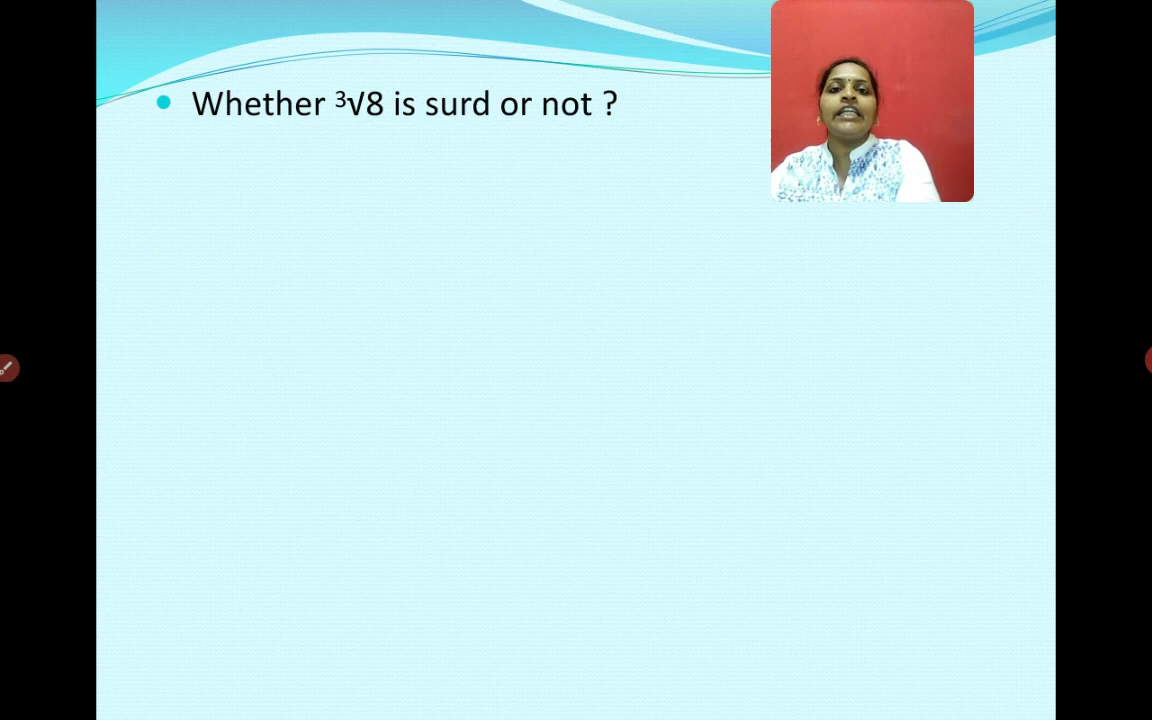 Whether ³√8 is surd or not ?